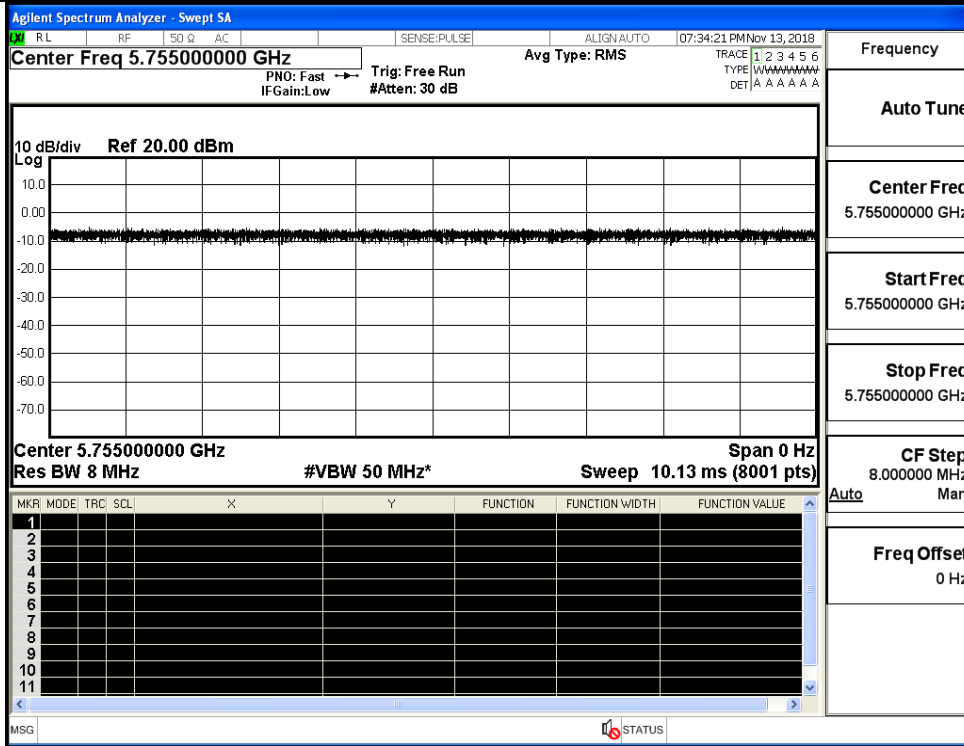 Agilent Spectrum Analyzer - Swept SA
LXI RL RF 50 Ω AC SENSE:PULSE ALIGN AUTO 07:34:21 PM Nov 13, 2018
Center Freq 5.755000000 GHz
PNO: Fast
IFGain:Low
Trig: Free Run
#Atten: 30 dB
Avg Type: RMS
TRACE 1 2 3 4 5 6
TYPE WWWWWW
DET A A A A A A
10 dB/div Ref 20.00 dBm
Log
10.0
0.00
-10.0
-20.0
-30.0
-40.0
-50.0
-60.0
-70.0
Center 5.755000000 GHz Span 0 Hz
Res BW 8 MHz #VBW 50 MHz* Sweep 10.13 ms (8001 pts)
MKR MODE TRC SCL X Y FUNCTION FUNCTION WIDTH FUNCTION VALUE
1
2
3
4
5
6
7
8
9
10
11
MSG STATUS
Frequency
Auto Tune
Center Freq
5.755000000 GHz
Start Freq
5.755000000 GHz
Stop Freq
5.755000000 GHz
CF Step
8.000000 MHz
Auto Man
Freq Offset
0 Hz